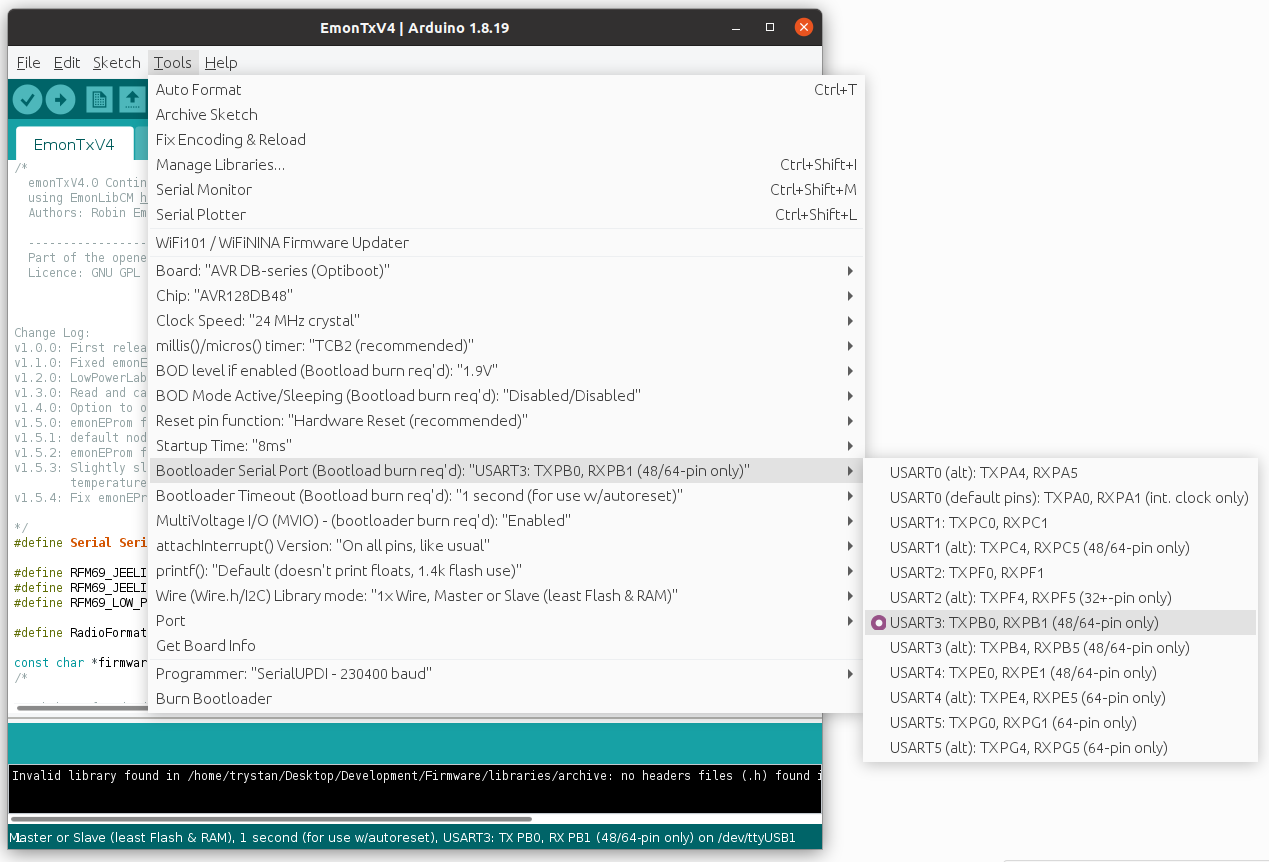 EmonTxV4 | Arduino 1.8.19
File Edit Sketch Tools Help
Auto Format Ctrl+T
Archive Sketch
Fix Encoding & Reload
Manage Libraries... Ctrl+Shift+I
Serial Monitor Ctrl+Shift+M
Serial Plotter Ctrl+Shift+L
WiFi101 / WiFiNINA Firmware Updater
Board: "AVR DB-series (Optiboot)"
Chip: "AVR128DB48"
Clock Speed: "24 MHz crystal"
millis()/micros() timer: "TCB2 (recommended)"
BOD level if enabled (Bootload burn req'd): "1.9V"
BOD Mode Active/Sleeping (Bootload burn req'd): "Disabled/Disabled"
Reset pin function: "Hardware Reset (recommended)"
Startup Time: "8ms"
Bootloader Serial Port (Bootload burn req'd): "USART3: TXPB0, RXPB1 (48/64-pin only)"
Bootloader Timeout (Bootload burn req'd): "1 second (for use w/autoreset)"
MultiVoltage I/O (MVIO) - (bootloader burn req'd): "Enabled"
attachInterrupt() Version: "On all pins, like usual"
printf(): "Default (doesn't print floats, 1.4k flash use)"
Wire (Wire.h/I2C) Library mode: "1x Wire, Master or Slave (least Flash & RAM)"
Port
Get Board Info
Programmer: "SerialUPDI - 230400 baud"
Burn Bootloader
USART0 (alt): TXPA4, RXPA5
USART0 (default pins): TXPA0, RXPA1 (int. clock only)
USART1: TXPC0, RXPC1
USART1 (alt): TXPC4, RXPC5 (48/64-pin only)
USART2: TXPF0, RXPF1
USART2 (alt): TXPF4, RXPF5 (32+-pin only)
USART3: TXPB0, RXPB1 (48/64-pin only)
USART3 (alt): TXPB4, RXPB5 (48/64-pin only)
USART4: TXPE0, RXPE1 (48/64-pin only)
USART4 (alt): TXPE4, RXPE5 (64-pin only)
USART5: TXPG0, RXPG1 (64-pin only)
USART5 (alt): TXPG4, RXPG5 (64-pin only)
EmonTxV4
/*
emonTxV4.0 Contin
using EmonLibCM h
Authors: Robin Em
-----------------
Part of the opene
Licence: GNU GPL
Change Log:
v1.0.0: First relea
v1.1.0: Fixed emonE
v1.2.0: LowPowerLab
v1.3.0: Read and ca
v1.4.0: Option to o
v1.5.0: emonEProm f
v1.5.1: default nod
v1.5.2: emonEProm f
v1.5.3: Slightly sl
temperature
v1.5.4: Fix emonEPr
*/
#define Serial Seri
#define RFM69_JEELI
#define RFM69_JEELI
#define RFM69_LOW_P
#define RadioFormat
const char *firmwar
/*
Invalid library found in /home/trystan/Desktop/Development/Firmware/libraries/archive: no headers files (.h) found i
Master or Slave (least Flash & RAM), 1 second (for use w/autoreset), USART3: TX PB0, RX PB1 (48/64-pin only) on /dev/ttyUSB1